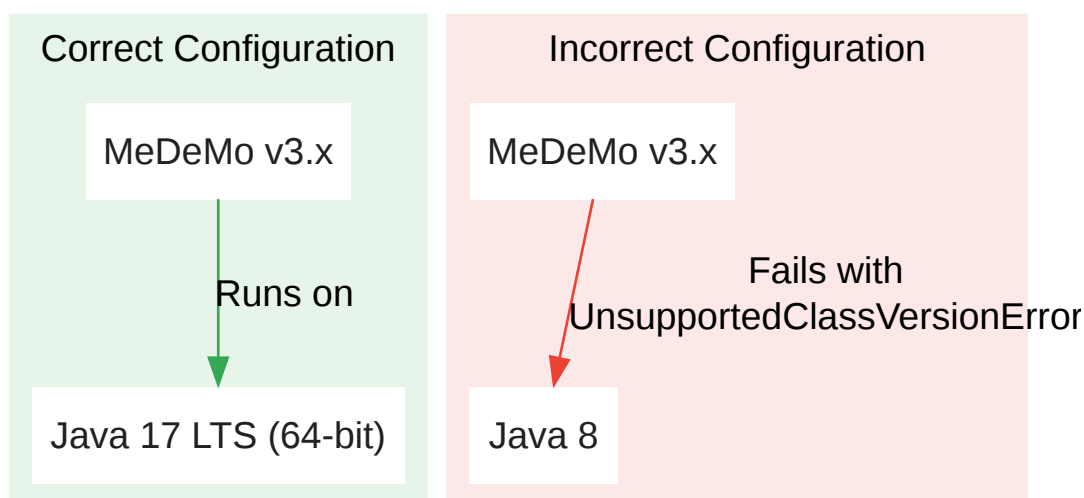 Correct Configuration
MeDeMo v3.x
Runs on
Java 17 LTS (64-bit)
Incorrect Configuration
MeDeMo v3.x
Fails with
UnsupportedClassVersionError
Java 8